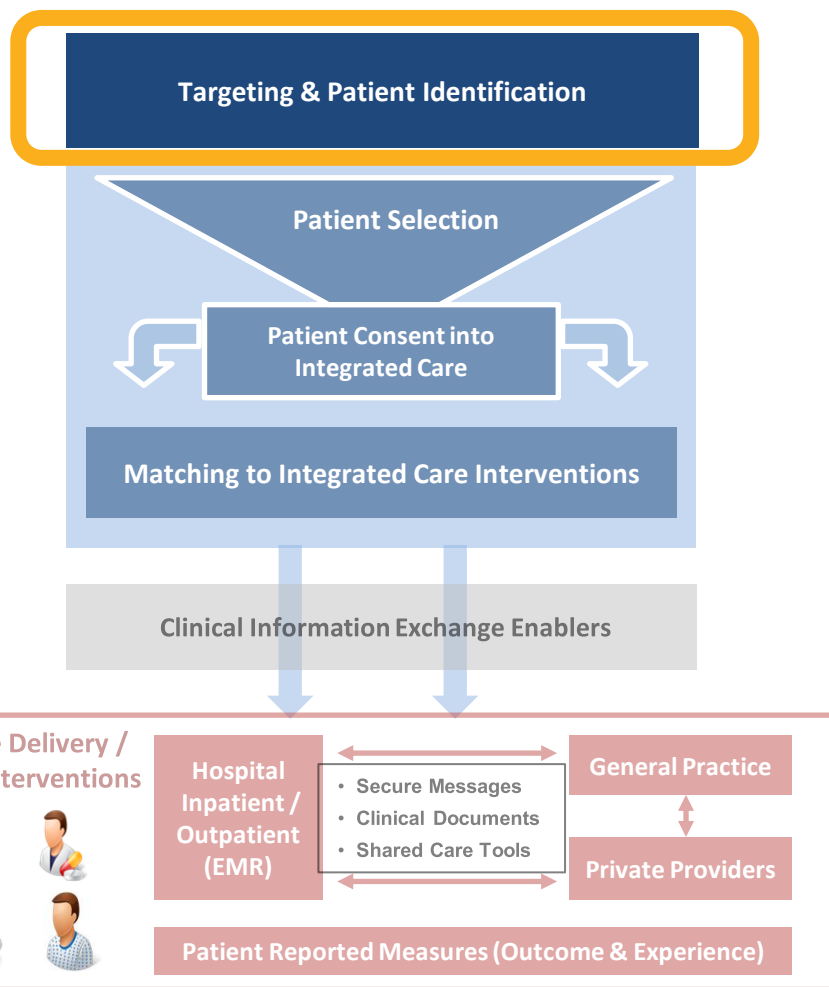 Targeting & Patient Identification
Patient Selection
Patient Consent into
Integrated Care
Matching to Integrated Care Interventions
Clinical Information Exchange Enablers
Delivery /
Hospital
Inpatient /
Outpatient
(EMR)
• Secure Messages
• Clinical Documents
• Shared Care Tools
General Practice
Private Providers
Patient Reported Measures (Outcome & Experience)